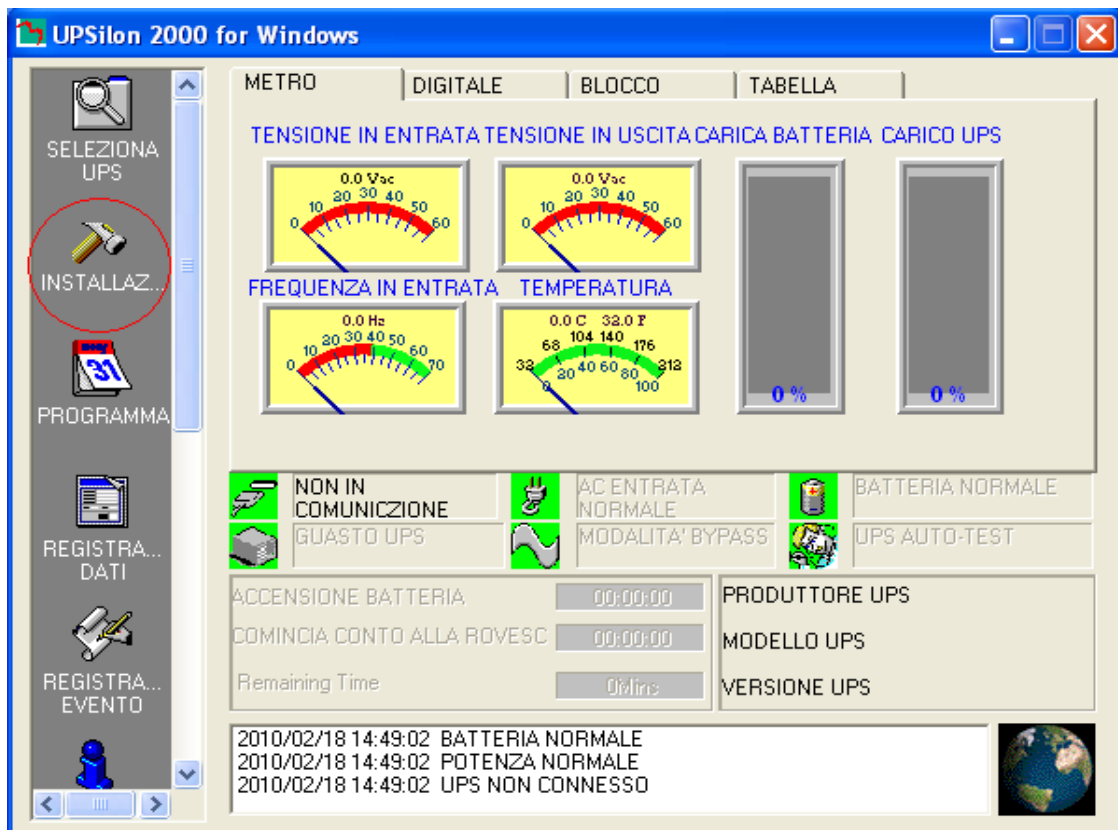 UPSilon 2000 for Windows
SELEZIONA
UPS
INSTALLAZ...
PROGRAMMA
REGISTRA...
DATI
REGISTRA...
EVENTO
METRO
DIGITALE
BLOCCO
TABELLA
TENSIONE IN ENTRATA
TENSIONE IN USCITA
CARICA BATTERIA
CARICO UPS
0.0 Vac
0 10 20 30 40 50 60
0.0 Vac
0 10 20 30 40 50 60
FREQUENZA IN ENTRATA
TEMPERATURA
0.0 Hz
0 10 20 30 40 50 60 70
0.0 C 32.0 F
32 68 104 140 176 212
0 20 40 60 80 100
0 %
0 %
NON IN
COMUNICZIONE
AC ENTRATA
NORMALE
BATTERIA NORMALE
GUASTO UPS
MODALITA' BYPASS
UPS AUTO-TEST
ACCENSIONE BATTERIA
00:00:00
COMINCIA CONTO ALLA ROVESC
00:00:00
Remaining Time
0Mins
PRODUTTORE UPS
MODELLO UPS
VERSIONE UPS
2010/02/18 14:49:02 BATTERIA NORMALE
2010/02/18 14:49:02 POTENZA NORMALE
2010/02/18 14:49:02 UPS NON CONNESSO